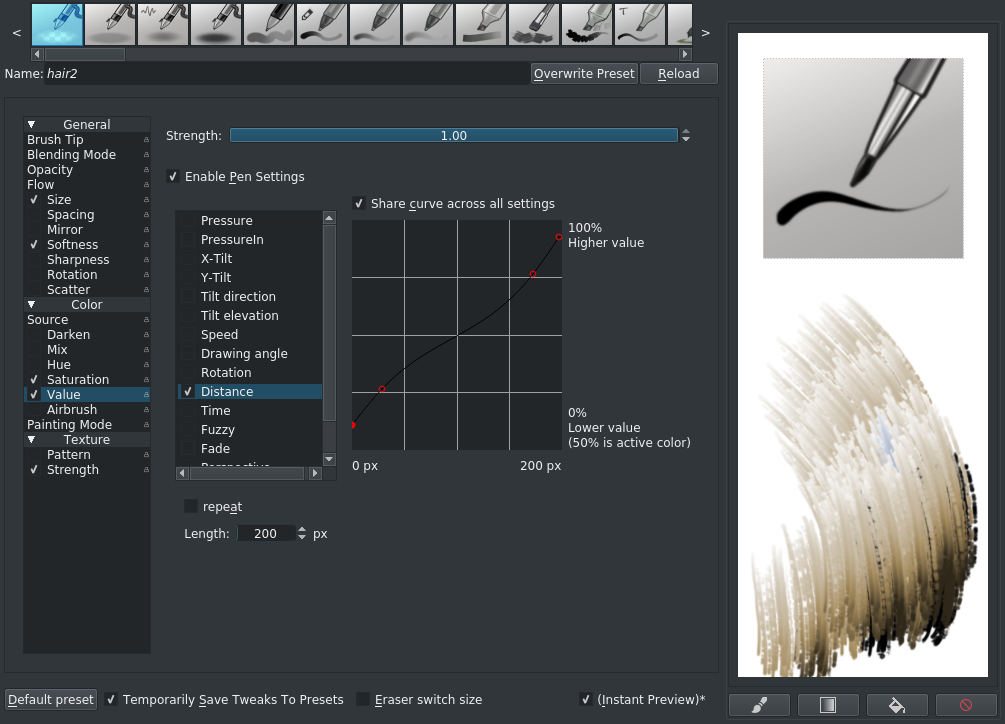 <
>
Name: hair2
Overwrite Preset
Reload
General
Brush Tip
Blending Mode
Opacity
Flow
Size
Spacing
Mirror
Softness
Sharpness
Rotation
Scatter
Color
Source
Darken
Mix
Hue
Saturation
Value
Airbrush
Painting Mode
Texture
Pattern
Strength
Strength: 1.00
Enable Pen Settings
Pressure
PressureIn
X-Tilt
Y-Tilt
Tilt direction
Tilt elevation
Speed
Drawing angle
Rotation
Distance
Time
Fuzzy
Fade
Perspective
Share curve across all settings
100%
Higher value
0%
Lower value
(50% is active color)
0 px
200 px
repeat
Length: 200 px
Default preset
Temporarily Save Tweaks To Presets
Eraser switch size
(Instant Preview)*